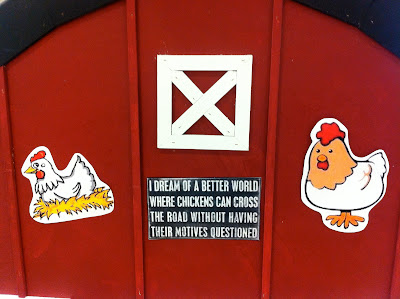 I DREAM OF A BETTER WORLD
WHERE CHICKENS CAN CROSS
THE ROAD WITHOUT HAVING
THEIR MOTIVES QUESTIONED